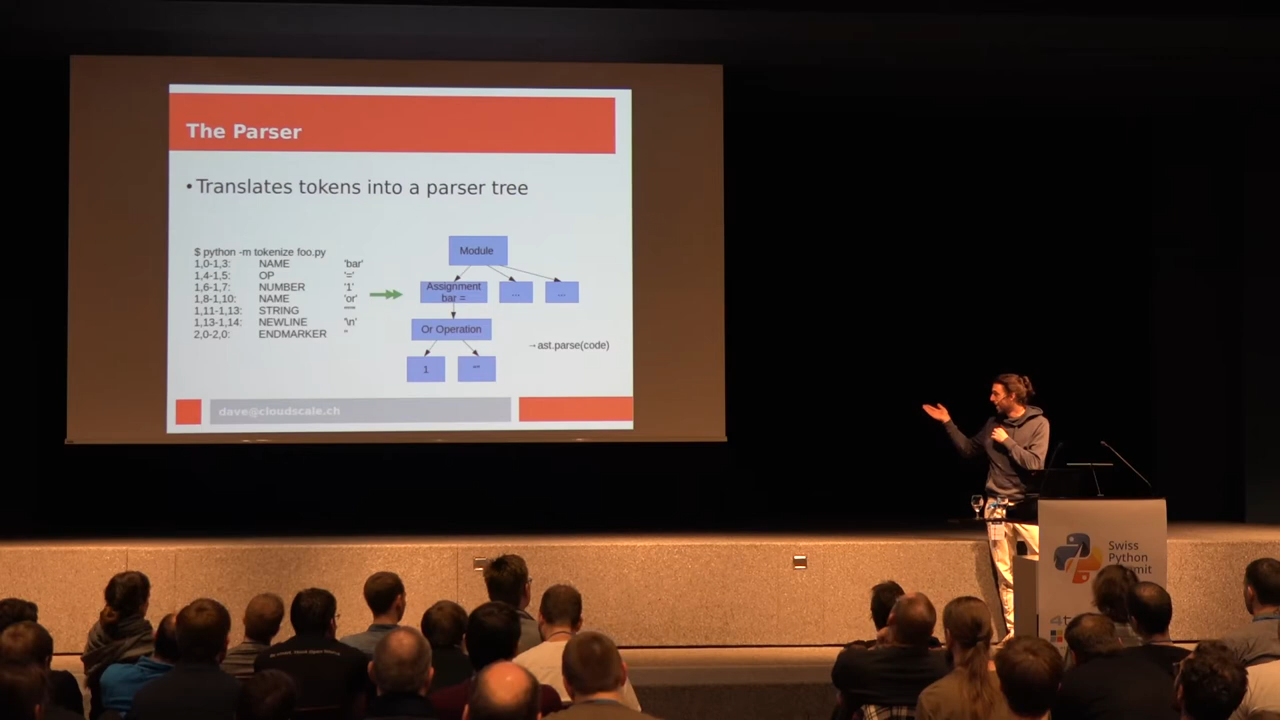 The Parser
•Translates tokens into a parser tree
$ python -m tokenize foo.py
1,0-1,3: NAME 'bar'
1,4-1,5: OP '='
1,6-1,7: NUMBER '1'
1,8-1,10: NAME 'or'
1,11-1,13: STRING '""'
1,13-1,14: NEWLINE '\n'
2,0-2,0: ENDMARKER ''
Module
Assignment
bar =
...
...
Or Operation
1
""
→ast.parse(code)
dave@cloudscale.ch
Swiss
Python